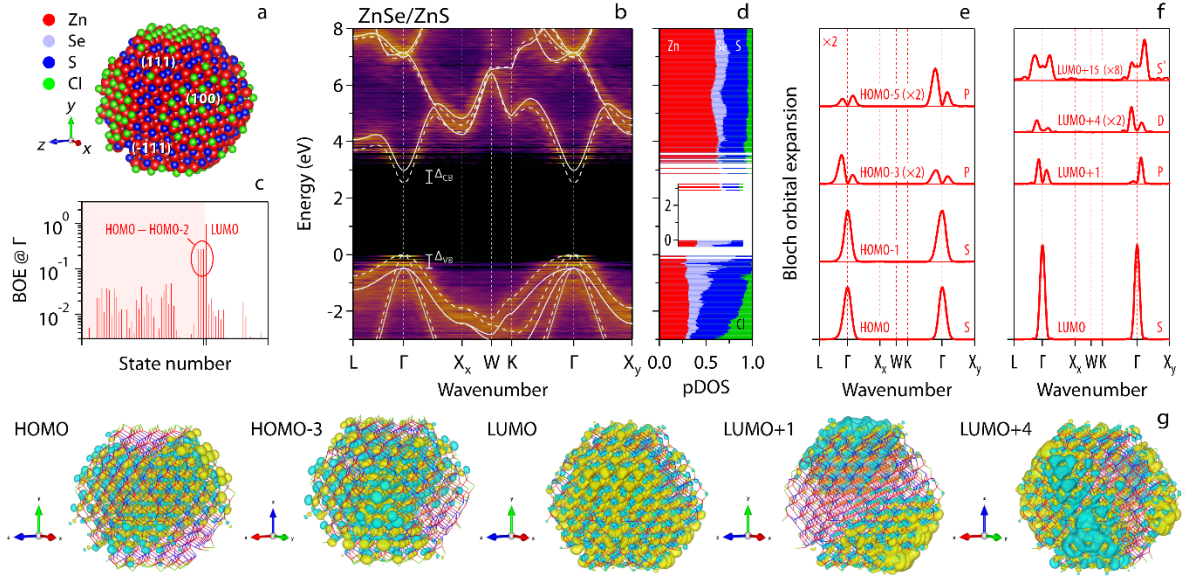 a
Zn
Se
S
Cl
(111)
(100)
(-111)
y
z
x
c
BOE @ Γ
10⁰
10⁻¹
10⁻²
HOMO – HOMO-2
LUMO
State number
ZnSe/ZnS
b
Energy (eV)
8
6
4
2
0
-2
Δ_CB
Δ_VB
L Γ X_x W K Γ X_y
Wavenumber
d
Zn Se S
2
0
Cl
0.0 0.5 1.0
pDOS
e
Bloch orbital expansion
×2
HOMO-5 (×2) P
HOMO-3 (×2) P
HOMO-1 S
HOMO S
L Γ X_x W K Γ X_y
Wavenumber
f
LUMO+15 (×8) S*
LUMO+4 (×2) D
LUMO+1 P
LUMO S
L Γ X_x W K Γ X_y
Wavenumber
HOMO
HOMO-3
LUMO
LUMO+1
LUMO+4
g